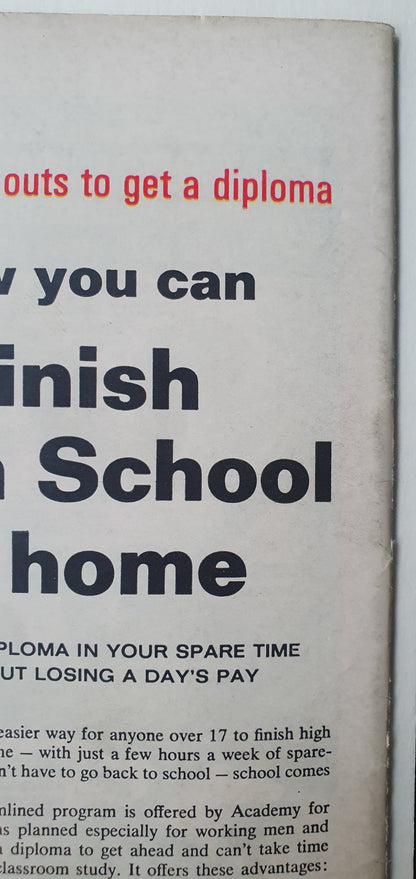 outs to get a diploma
w you can
inish
School
home
PLOMA IN YOUR SPARE TIME
UT LOSING A DAY'S PAY
easier way for anyone over 17 to finish high
me — with just a few hours a week of spare-
n't have to go back to school — school comes
mlined program is offered by Academy for
as planned especially for working men and
a diploma to get ahead and can't take time
classroom study. It offers these advantages: